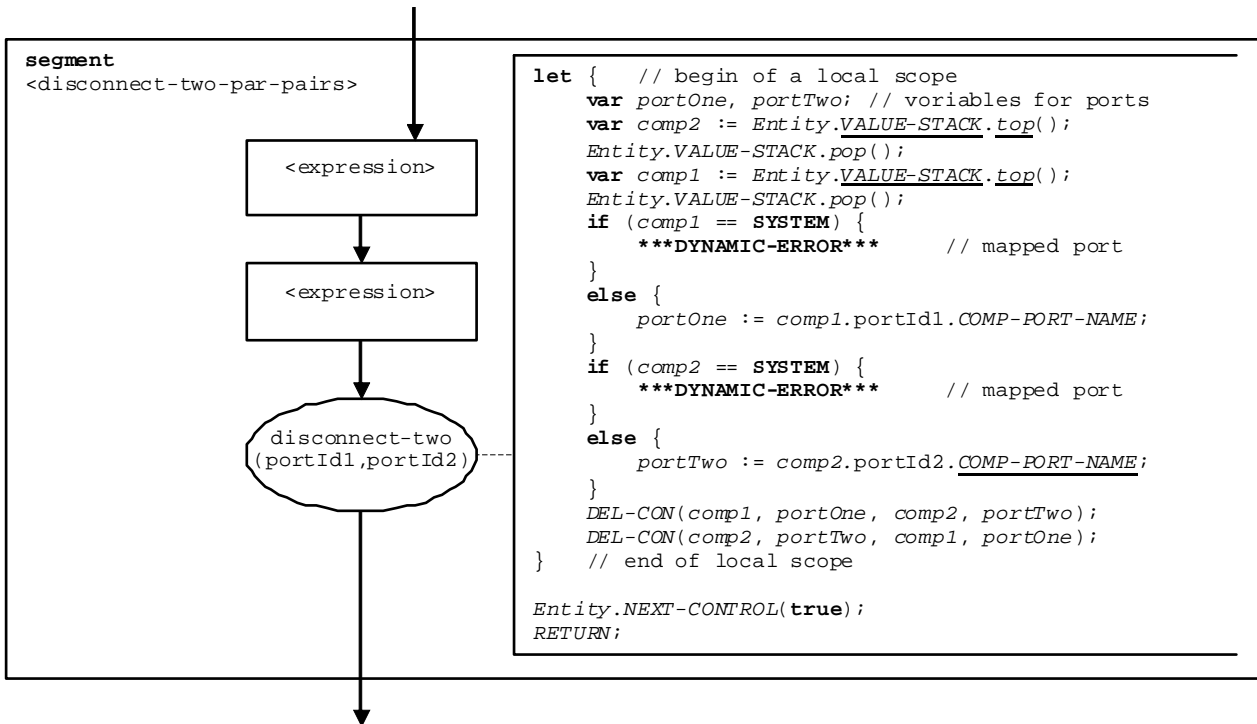 segment
<disconnect-two-par-pairs>
<expression>
<expression>
disconnect-two
(portId1,portId2)
let {   // begin of a local scope
    var portOne, portTwo; // voriables for ports
    var comp2 := Entity.VALUE-STACK.top();
    Entity.VALUE-STACK.pop();
    var comp1 := Entity.VALUE-STACK.top();
    Entity.VALUE-STACK.pop();
    if (comp1 == SYSTEM) {
        ***DYNAMIC-ERROR***     // mapped port
    }
    else {
        portOne := comp1.portId1.COMP-PORT-NAME;
    }
    if (comp2 == SYSTEM) {
        ***DYNAMIC-ERROR***     // mapped port
    }
    else {
        portTwo := comp2.portId2.COMP-PORT-NAME;
    }
    DEL-CON(comp1, portOne, comp2, portTwo);
    DEL-CON(comp2, portTwo, comp1, portOne);
}   // end of local scope
Entity.NEXT-CONTROL(true);
RETURN;